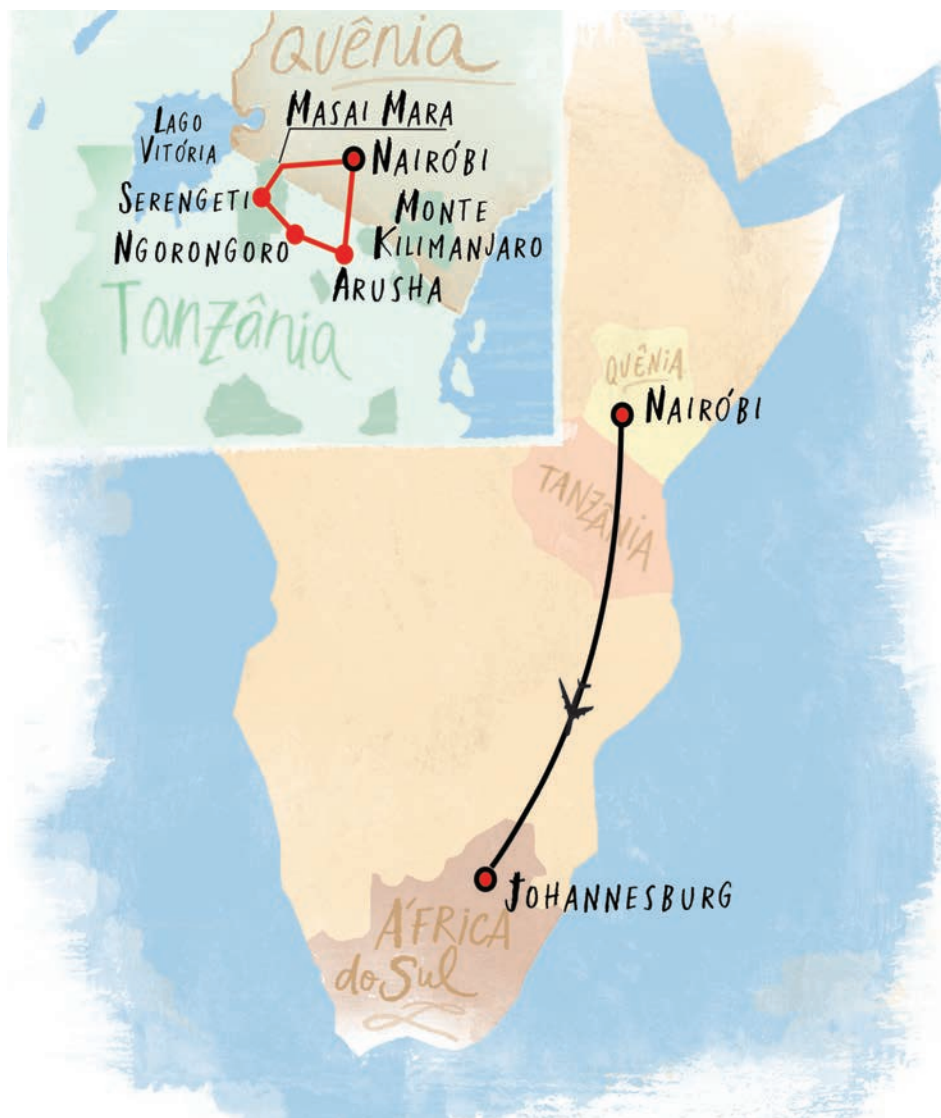 Quênia
Masai Mara
Lago
Vitória
Nairóbi
Serengeti
Monte
Ngorongoro
Kilimanjaro
Arusha
Tanzânia
Quênia
Nairóbi
Tanzânia
Johannesburg
África
do Sul